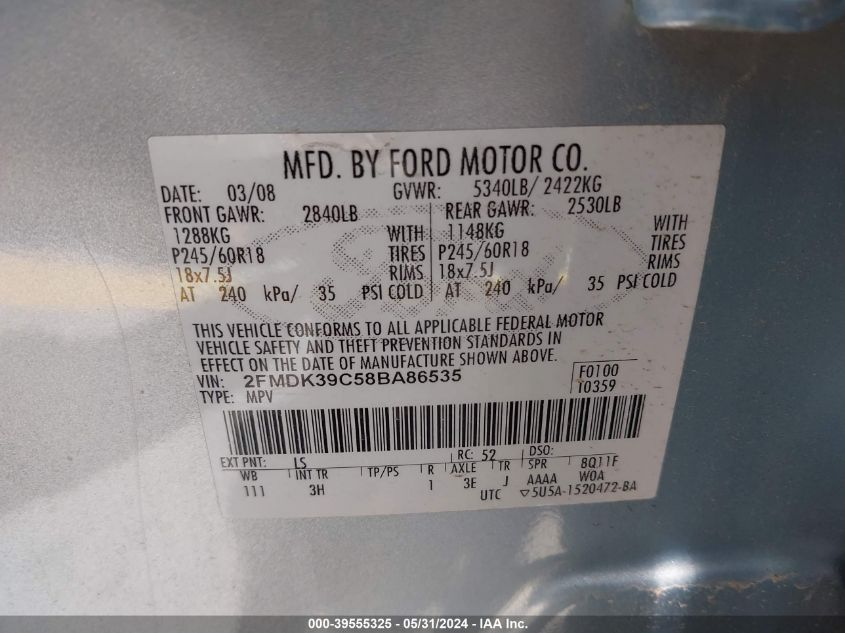 MFD. BY FORD MOTOR CO.
DATE: 03/08 GVWR: 5340LB/ 2422KG
FRONT GAWR: 2840LB REAR GAWR: 2530LB
1288KG WITH 1148KG WITH
P245/60R18 TIRES P245/60R18 TIRES
18x7.5J RIMS 18x7.5J RIMS
AT 240 kPa/ 35 PSI COLD AT 240 kPa/ 35 PSI COLD
THIS VEHICLE CONFORMS TO ALL APPLICABLE FEDERAL MOTOR
VEHICLE SAFETY AND THEFT PREVENTION STANDARDS IN
EFFECT ON THE DATE OF MANUFACTURE SHOWN ABOVE.
VIN: 2FMDK39C58BA86535 F0100
TYPE: MPV T0359
EXT PNT: LS RC: 52 DSO:
WB INT TR TP/PS R AXLE TR SPR 8Q11F
111 3H 1 3E J AAAA W0A
UTC ▽5U5A-1520472-BA
000-39555325 - 05/31/2024 - IAA Inc.